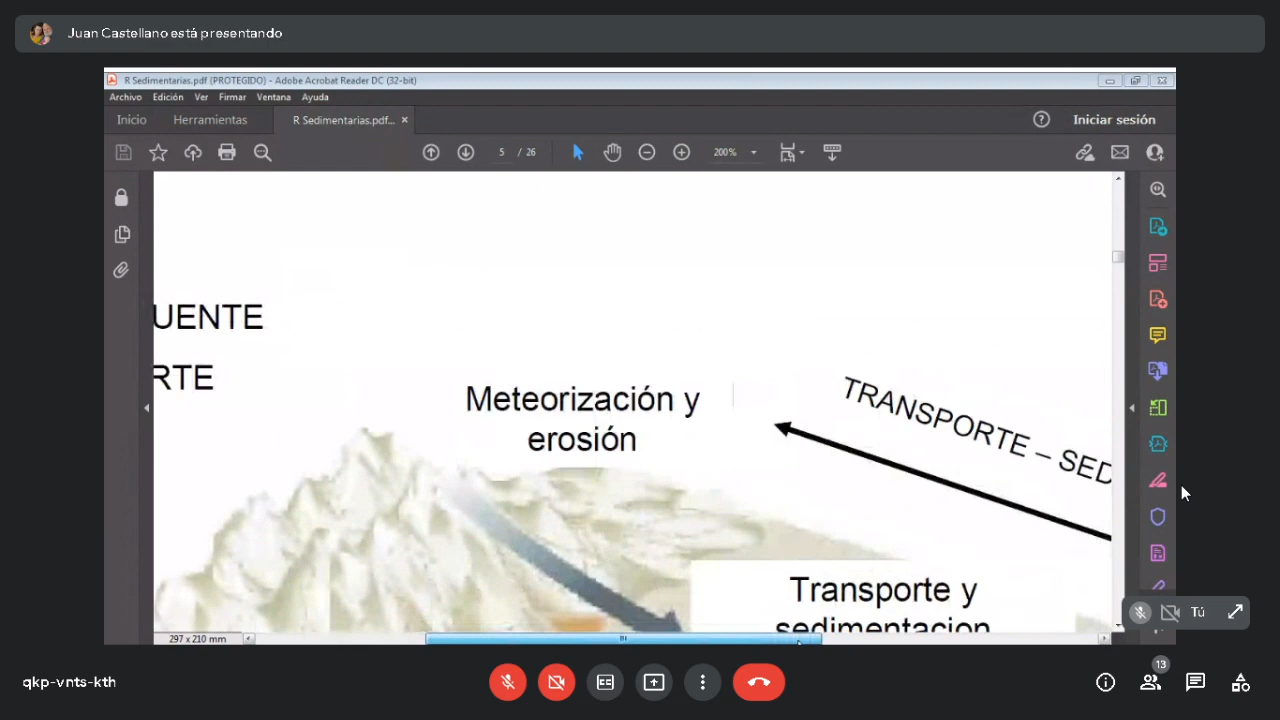 Juan Castellano está presentando
R Sedimentarias.pdf (PROTEGIDO) - Adobe Acrobat Reader DC (32-bit)
Archivo Edición Ver Firmar Ventana Ayuda
Inicio Herramientas R Sedimentarias.pdf... × Iniciar sesión
5 / 26 200%
UENTE
RTE
Meteorización y
erosión
TRANSPORTE – SED
Transporte y
sedimentacion
297 x 210 mm
Tú
qkp-vnts-kth
13